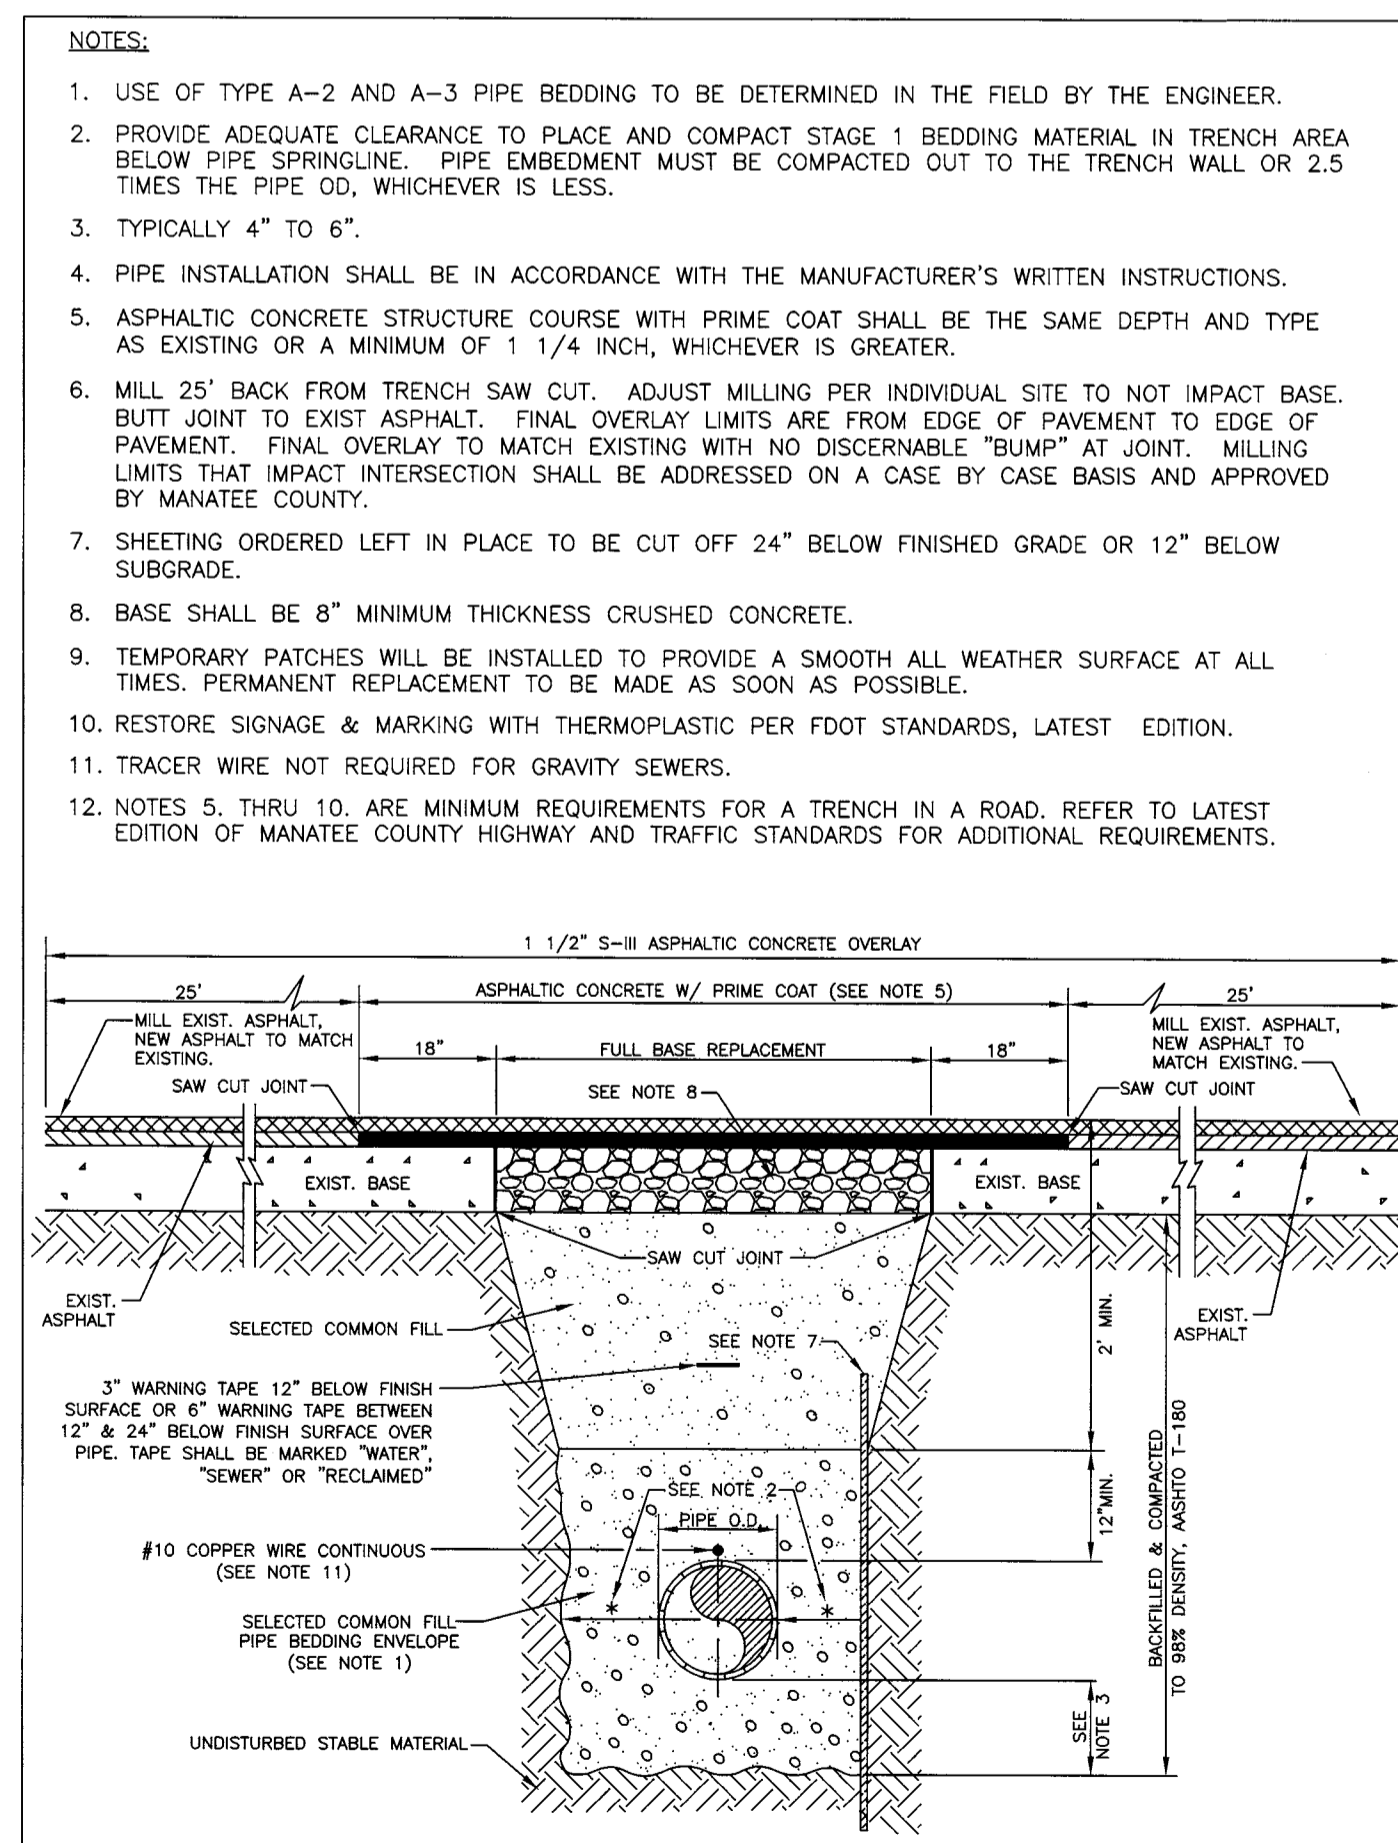 NOTES:
1. USE OF TYPE A-2 AND A-3 PIPE BEDDING TO BE DETERMINED IN THE FIELD BY THE ENGINEER.
2. PROVIDE ADEQUATE CLEARANCE TO PLACE AND COMPACT STAGE 1 BEDDING MATERIAL IN TRENCH AREA
BELOW PIPE SPRINGLINE. PIPE EMBEDMENT MUST BE COMPACTED OUT TO THE TRENCH WALL OR 2.5
TIMES THE PIPE OD, WHICHEVER IS LESS.
3. TYPICALLY 4" TO 6".
4. PIPE INSTALLATION SHALL BE IN ACCORDANCE WITH THE MANUFACTURER'S WRITTEN INSTRUCTIONS.
5. ASPHALTIC CONCRETE STRUCTURE COURSE WITH PRIME COAT SHALL BE THE SAME DEPTH AND TYPE
AS EXISTING OR A MINIMUM OF 1 1/4 INCH, WHICHEVER IS GREATER.
6. MILL 25' BACK FROM TRENCH SAW CUT. ADJUST MILLING PER INDIVIDUAL SITE TO NOT IMPACT BASE.
BUTT JOINT TO EXIST ASPHALT. FINAL OVERLAY LIMITS ARE FROM EDGE OF PAVEMENT TO EDGE OF
PAVEMENT. FINAL OVERLAY TO MATCH EXISTING WITH NO DISCERNABLE "BUMP" AT JOINT. MILLING
LIMITS THAT IMPACT INTERSECTION SHALL BE ADDRESSED ON A CASE BY CASE BASIS AND APPROVED
BY MANATEE COUNTY.
7. SHEETING ORDERED LEFT IN PLACE TO BE CUT OFF 24" BELOW FINISHED GRADE OR 12" BELOW
SUBGRADE.
8. BASE SHALL BE 8" MINIMUM THICKNESS CRUSHED CONCRETE.
9. TEMPORARY PATCHES WILL BE INSTALLED TO PROVIDE A SMOOTH ALL WEATHER SURFACE AT ALL
TIMES. PERMANENT REPLACEMENT TO BE MADE AS SOON AS POSSIBLE.
10. RESTORE SIGNAGE & MARKING WITH THERMOPLASTIC PER FDOT STANDARDS, LATEST EDITION.
11. TRACER WIRE NOT REQUIRED FOR GRAVITY SEWERS.
12. NOTES 5. THRU 10. ARE MINIMUM REQUIREMENTS FOR A TRENCH IN A ROAD. REFER TO LATEST
EDITION OF MANATEE COUNTY HIGHWAY AND TRAFFIC STANDARDS FOR ADDITIONAL REQUIREMENTS.
1 1/2" S-III ASPHALTIC CONCRETE OVERLAY
25'
ASPHALTIC CONCRETE W/ PRIME COAT (SEE NOTE 5)
25'
MILL EXIST. ASPHALT,
NEW ASPHALT TO MATCH
EXISTING.
18"
FULL BASE REPLACEMENT
18"
MILL EXIST. ASPHALT,
NEW ASPHALT TO
MATCH EXISTING.
SAW CUT JOINT
SEE NOTE 8
SAW CUT JOINT
EXIST. BASE
EXIST. BASE
SAW CUT JOINT
EXIST.
ASPHALT
SELECTED COMMON FILL
SEE NOTE 7
2' MIN.
EXIST.
ASPHALT
3" WARNING TAPE 12" BELOW FINISH
SURFACE OR 6" WARNING TAPE BETWEEN
12" & 24" BELOW FINISH SURFACE OVER
PIPE. TAPE SHALL BE MARKED "WATER",
"SEWER" OR "RECLAIMED"
SEE NOTE 2
PIPE O.D.
12"MIN.
BACKFILLED & COMPACTED
TO 98% DENSITY, AASHTO T-180
#10 COPPER WIRE CONTINUOUS
(SEE NOTE 11)
*
*
SELECTED COMMON FILL
PIPE BEDDING ENVELOPE
(SEE NOTE 1)
SEE
NOTE 3
UNDISTURBED STABLE MATERIAL